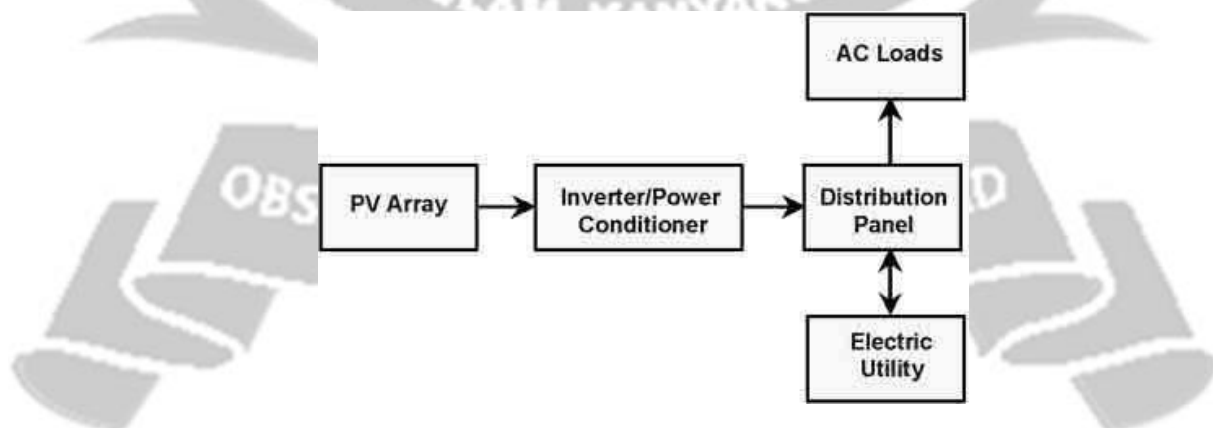 AC Loads
PV Array
Inverter/Power
Conditioner
Distribution
Panel
Electric
Utility